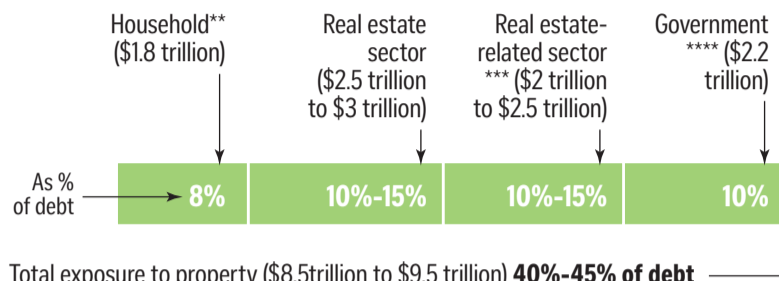 Household**
($1.8 trillion)
Real estate
sector
($2.5 trillion
to $3 trillion)
Real estate-
related sector
*** ($2 trillion
to $2.5 trillion)
Government
**** ($2.2
trillion)
As %
of debt
8%
10%-15%
10%-15%
10%
Total exposure to property ($8.5trillion to $9.5 trillion) 40%-45% of debt